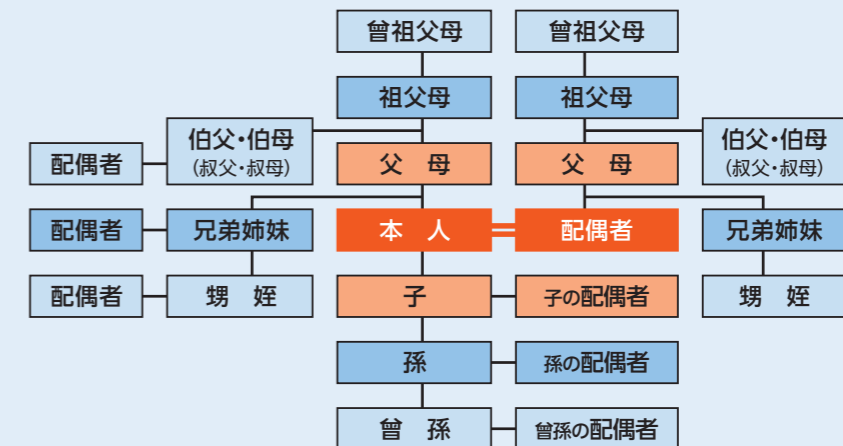 曾祖父母
曾祖父母
祖父母
祖父母
配偶者
伯父・伯母
(叔父・叔母)
父　母
父　母
伯父・伯母
(叔父・叔母)
配偶者
兄弟姉妹
本　人
配偶者
兄弟姉妹
配偶者
甥　姪
子
子の配偶者
甥　姪
孫
孫の配偶者
曾　孫
曾孫の配偶者